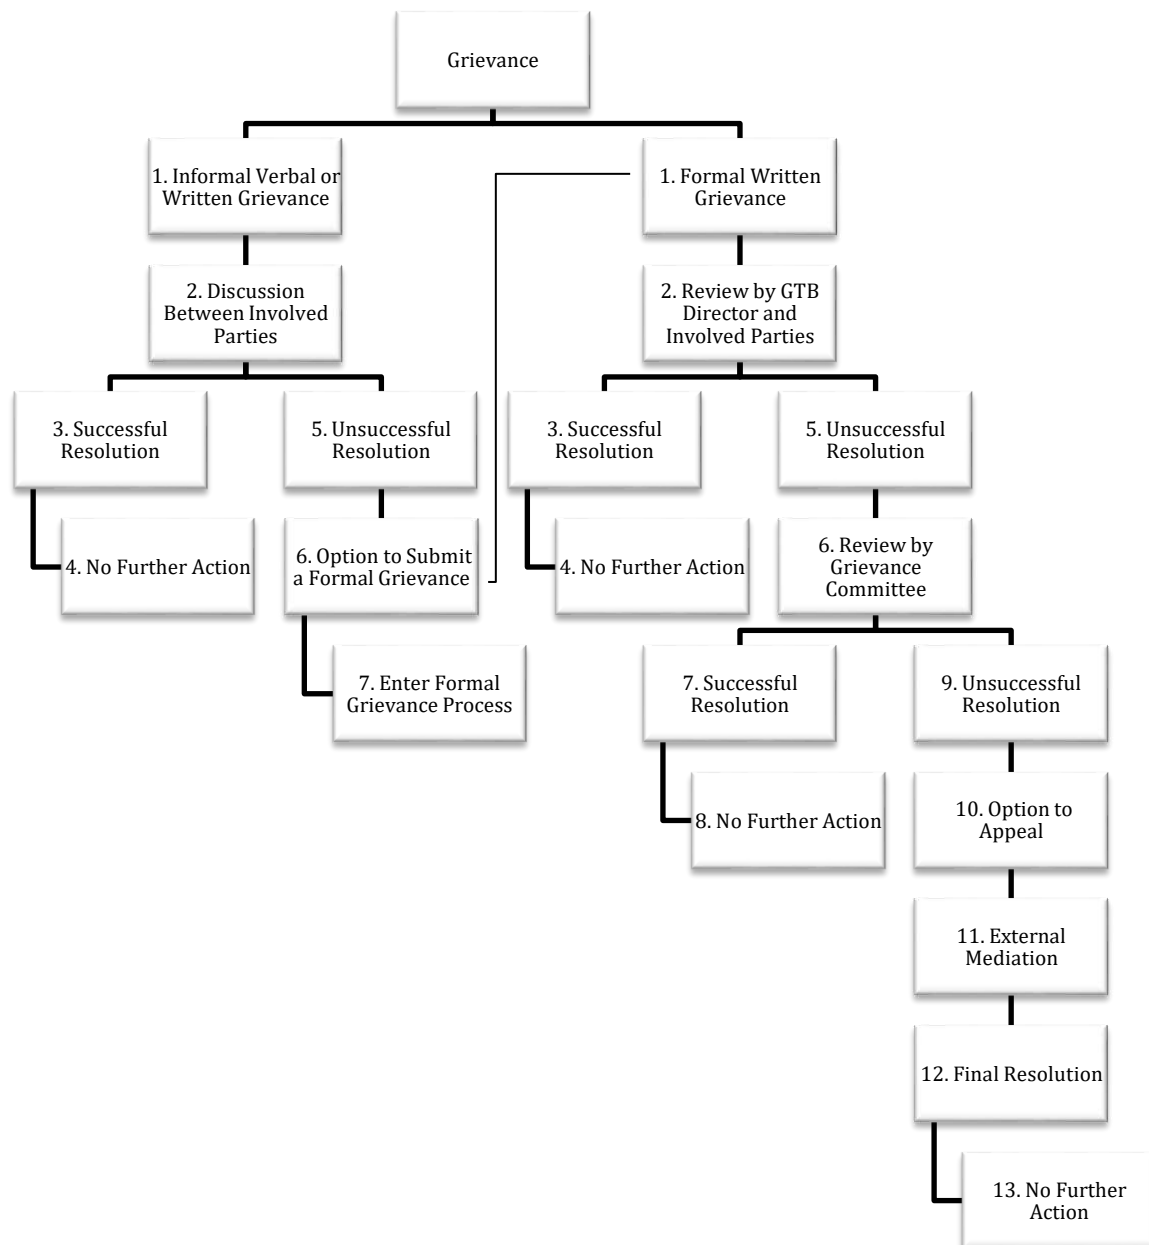 Grievance
1. Informal Verbal or
Written Grievance
1. Formal Written
Grievance
2. Discussion
Between Involved
Parties
2. Review by GTB
Director and
Involved Parties
3. Successful
Resolution
5. Unsuccessful
Resolution
3. Successful
Resolution
5. Unsuccessful
Resolution
4. No Further Action
6. Option to Submit
a Formal Grievance
4. No Further Action
6. Review by
Grievance
Committee
7. Enter Formal
Grievance Process
7. Successful
Resolution
9. Unsuccessful
Resolution
8. No Further Action
10. Option to
Appeal
11. External
Mediation
12. Final Resolution
13. No Further
Action